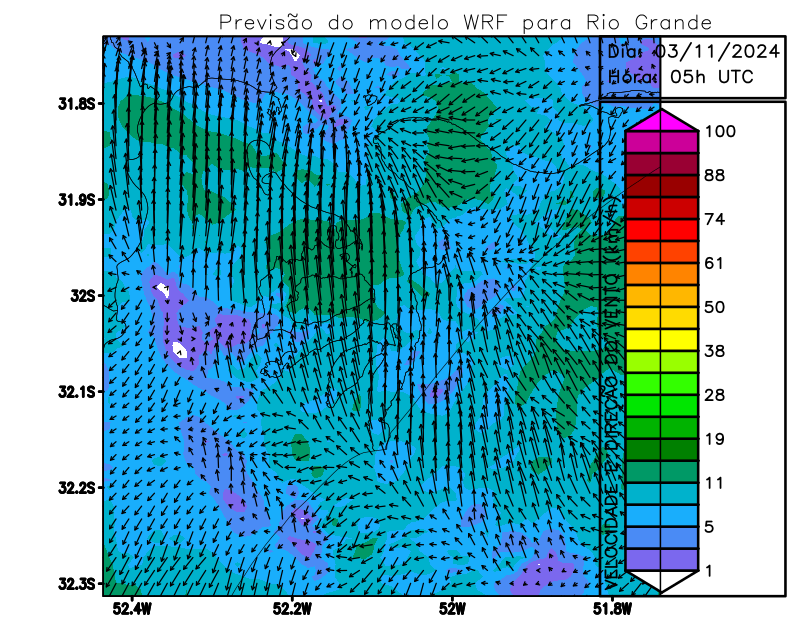 Previsão do modelo WRF para Rio Grande
Dia: 03/11/2024
Hora: 05h UTC
31.8S
31.9S
32S
32.1S
32.2S
32.3S
52.4W
52.2W
52W
51.8W
VELOCIDADE E DIREÇÃO DO VENTO (km/h)
100
88
74
61
50
38
28
19
11
5
1